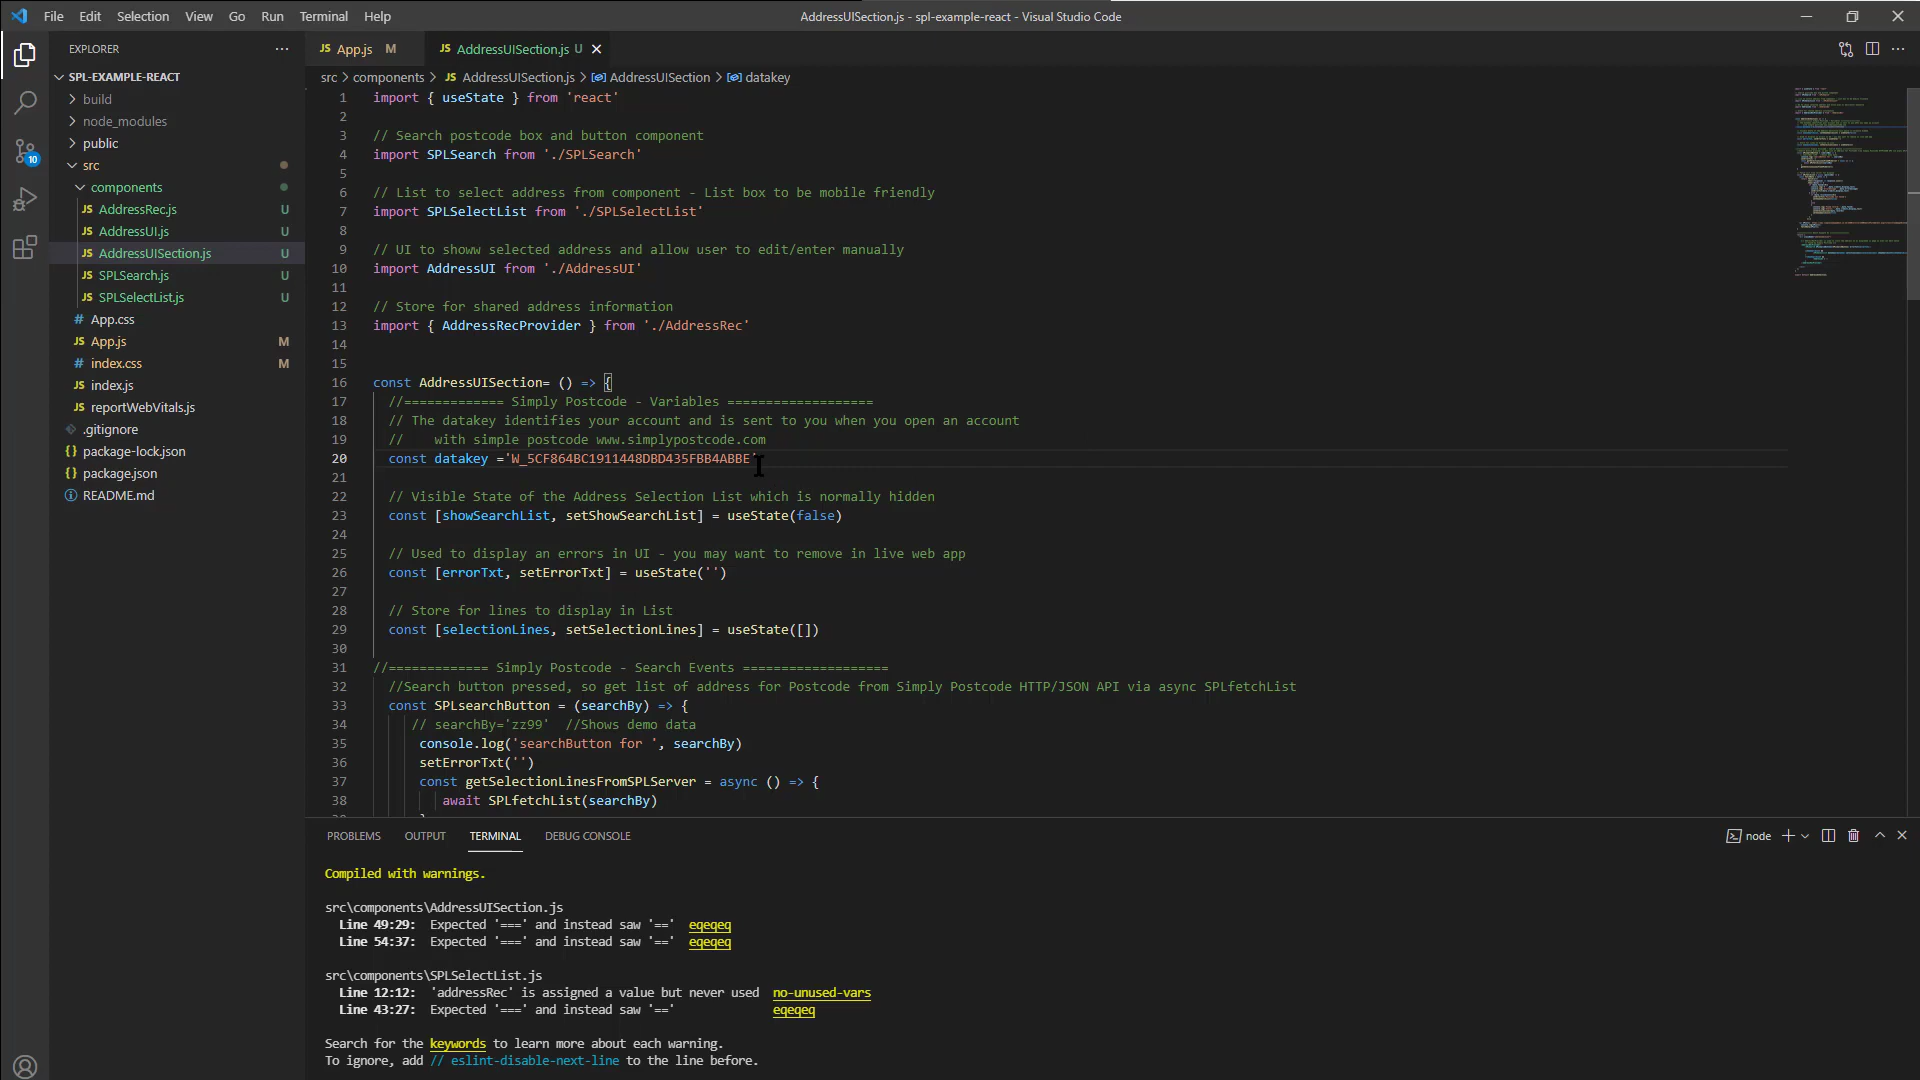 File Edit Selection View Go Run Terminal Help
AddressUISection.js - spl-example-react - Visual Studio Code
EXPLORER
SPL-EXAMPLE-REACT
build
node_modules
public
src
components
JS AddressRec.js U
JS AddressUI.js U
JS AddressUISection.js U
JS SPLSearch.js U
JS SPLSelectList.js U
# App.css
JS App.js M
# index.css M
JS index.js
JS reportWebVitals.js
.gitignore
{} package-lock.json
{} package.json
README.md
10
JS App.js M
JS AddressUISection.js U
src > components > JS AddressUISection.js > AddressUISection > datakey
1 import { useState } from 'react'
2
3 // Search postcode box and button component
4 import SPLSearch from './SPLSearch'
5
6 // List to select address from component - List box to be mobile friendly
7 import SPLSelectList from './SPLSelectList'
8
9 // UI to showw selected address and allow user to edit/enter manually
10 import AddressUI from './AddressUI'
11
12 // Store for shared address information
13 import { AddressRecProvider } from './AddressRec'
14
15
16 const AddressUISection= () => {
17 //============= Simply Postcode - Variables ===================
18 // The datakey identifies your account and is sent to you when you open an account
19 // with simple postcode www.simplypostcode.com
20 const datakey ='W_5CF864BC1911448DBD435FBB4ABBE'
21
22 // Visible State of the Address Selection List which is normally hidden
23 const [showSearchList, setShowSearchList] = useState(false)
24
25 // Used to display an errors in UI - you may want to remove in live web app
26 const [errorTxt, setErrorTxt] = useState('')
27
28 // Store for lines to display in List
29 const [selectionLines, setSelectionLines] = useState([])
30
31 //============= Simply Postcode - Search Events ===================
32 //Search button pressed, so get list of address for Postcode from Simply Postcode HTTP/JSON API via async SPLfetchList
33 const SPLsearchButton = (searchBy) => {
34 // searchBy='zz99' //Shows demo data
35 console.log('searchButton for ', searchBy)
36 setErrorTxt('')
37 const getSelectionLinesFromSPLServer = async () => {
38 await SPLfetchList(searchBy)
PROBLEMS OUTPUT TERMINAL DEBUG CONSOLE
node
Compiled with warnings.
src\components\AddressUISection.js
Line 49:29: Expected '===' and instead saw '==' eqeqeq
Line 54:37: Expected '===' and instead saw '==' eqeqeq
src\components\SPLSelectList.js
Line 12:12: 'addressRec' is assigned a value but never used no-unused-vars
Line 43:27: Expected '===' and instead saw '==' eqeqeq
Search for the keywords to learn more about each warning.
To ignore, add // eslint-disable-next-line to the line before.